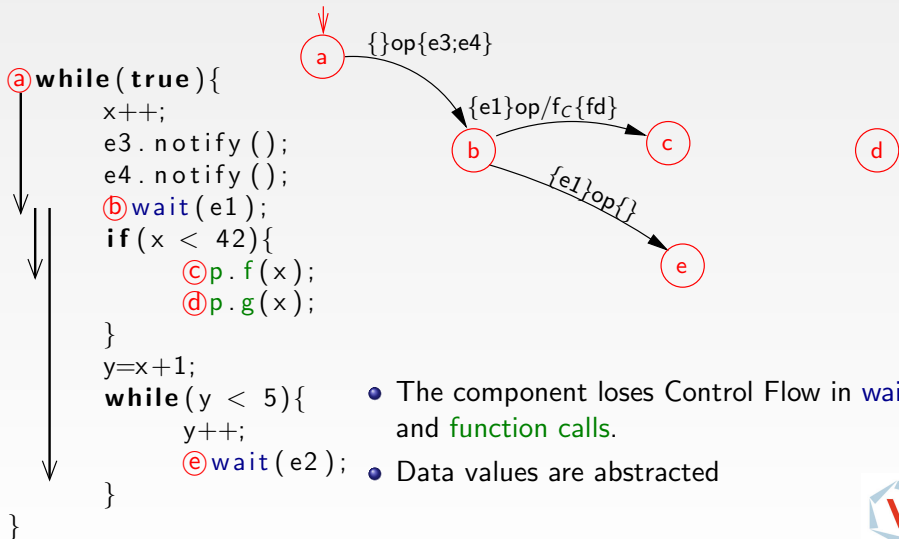 a while(true){
x++;
e3.notify();
e4.notify();
b wait(e1);
if(x < 42){
c p.f(x);
d p.g(x);
}
y=x+1;
while(y < 5){
y++;
e wait(e2);
}
}
a
{}op{e3;e4}
b
{e1}op/f_C{fd}
c
d
{e1}op{}
e
The component loses Control Flow in wai
and function calls.
Data values are abstracted